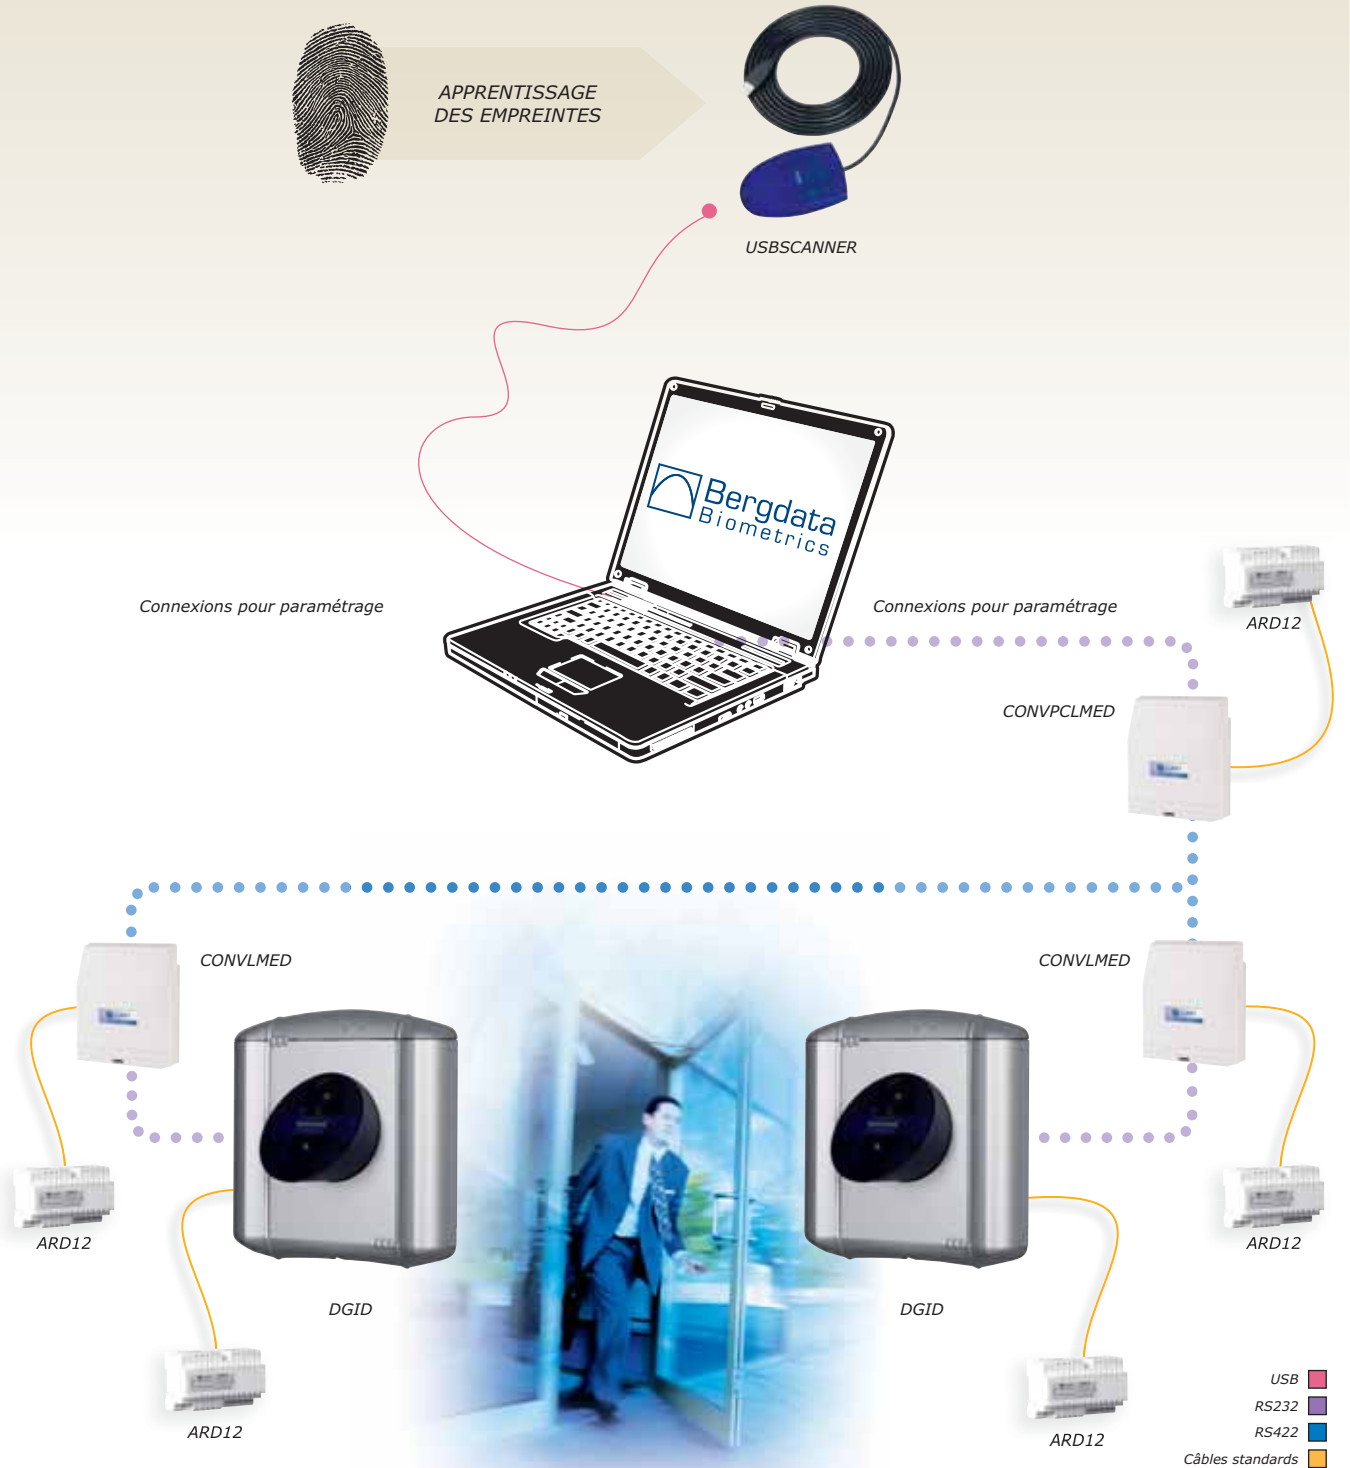 APPRENTISSAGE
DES EMPREINTES
USBSCANNER
Bergdata
Biometrics
Connexions pour paramétrage
Connexions pour paramétrage
ARD12
CONVPCLMED
CONVLMED
CONVLMED
ARD12
ARD12
DGID
DGID
ARD12
ARD12
USB
RS232
RS422
Câbles standards